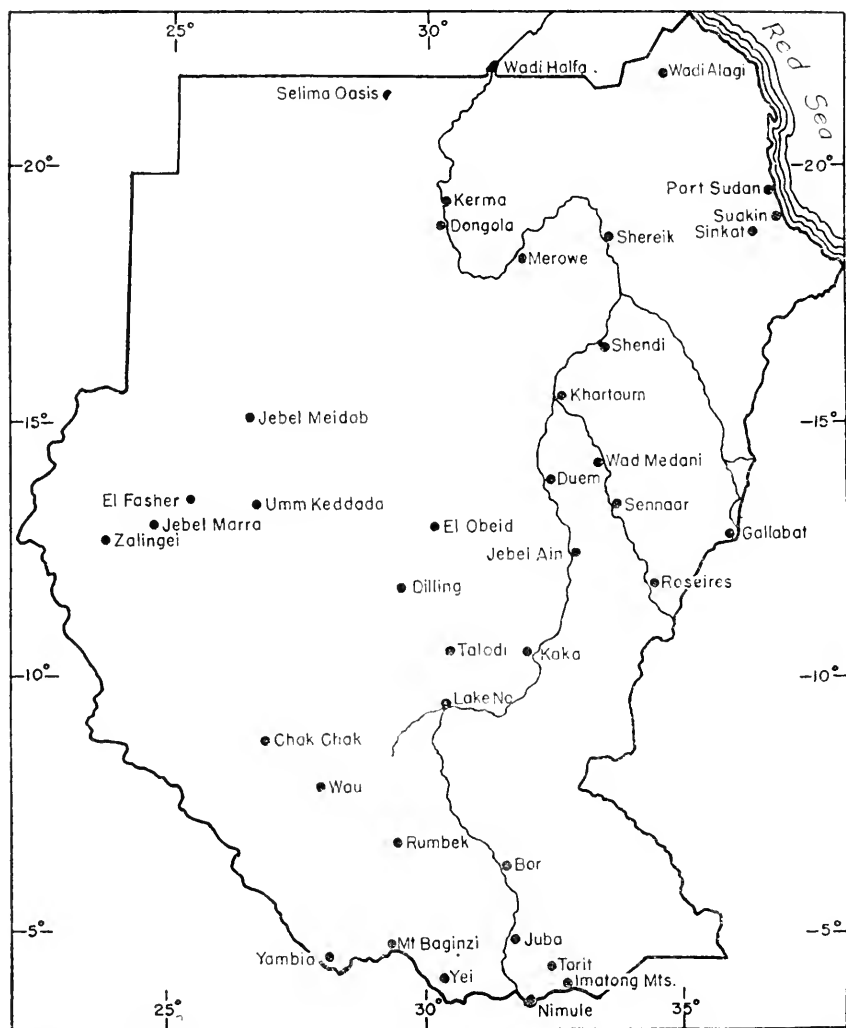 25°
30°
Red Sea
Wadi Halfa
Wadi Alagi
Selima Oasis
20°
20°
Port Sudan
Kerma
Suakin
Dongola
Shereik
Sinkat
Merowe
Shendi
Khartoum
15°
Jebel Meidab
15°
Wad Medani
Duem
El Fasher
Umm Keddada
Sennaar
Jebel Marra
El Obeid
Gallabat
Zalingei
Jebel Ain
Dilling
Roseires
Talodi
Kaka
10°
10°
Lake No
Chak Chak
Wau
Rumbek
Bor
5°
5°
Mt Baginzi
Juba
Yambio
Torit
Yei
Imatong Mts.
25°
30°
Nimule
35°